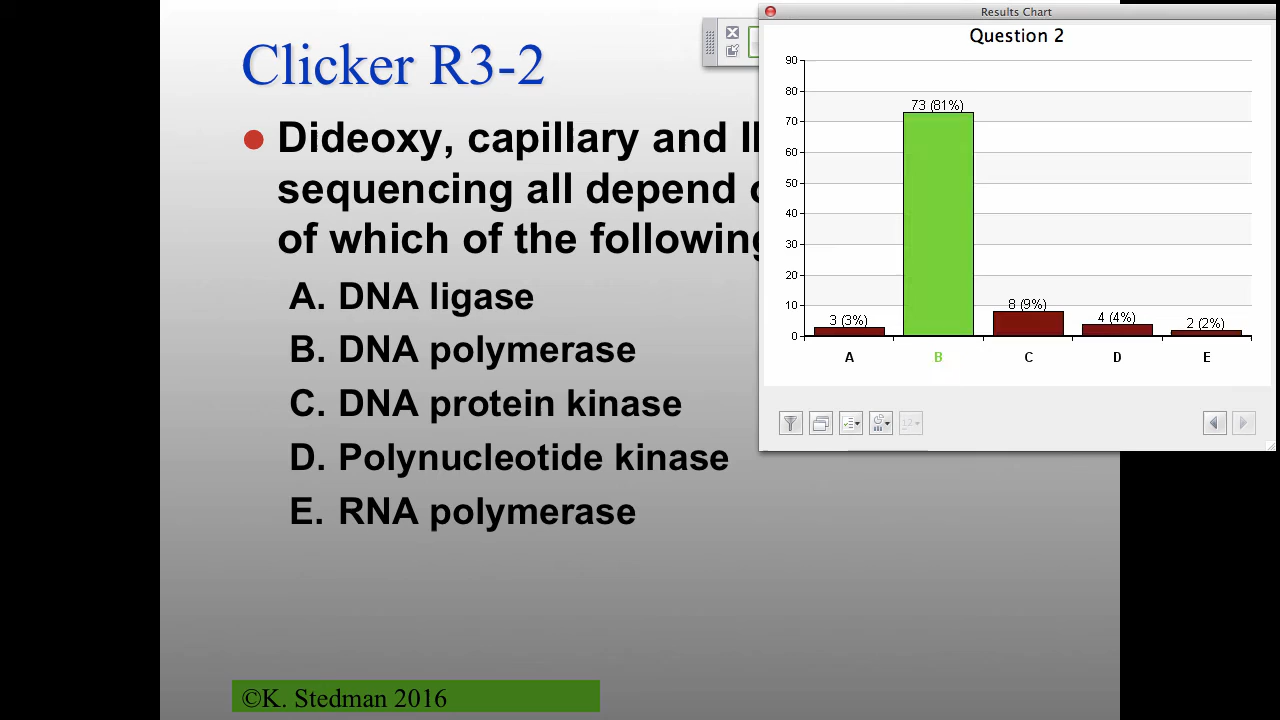 Clicker R3-2
Dideoxy, capillary and
sequencing all depend
of which of the following
A. DNA ligase
B. DNA polymerase
C. DNA protein kinase
D. Polynucleotide kinase
E. RNA polymerase
©K. Stedman 2016
Results Chart
Question 2
90
80
70
60
50
40
30
20
10
0
3 (3%)
73 (81%)
8 (9%)
4 (4%)
2 (2%)
A B C D E
12